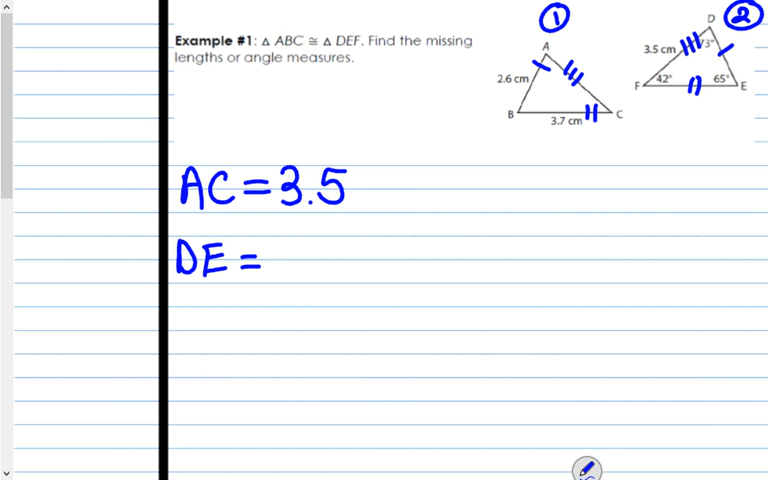 Example #1: △ ABC ≅ △ DEF. Find the missing
lengths or angle measures.
①
A
2.6 cm
B
3.7 cm
C
②
D
3.5 cm
73°
F
42°
65°
E
AC = 3.5
DE =